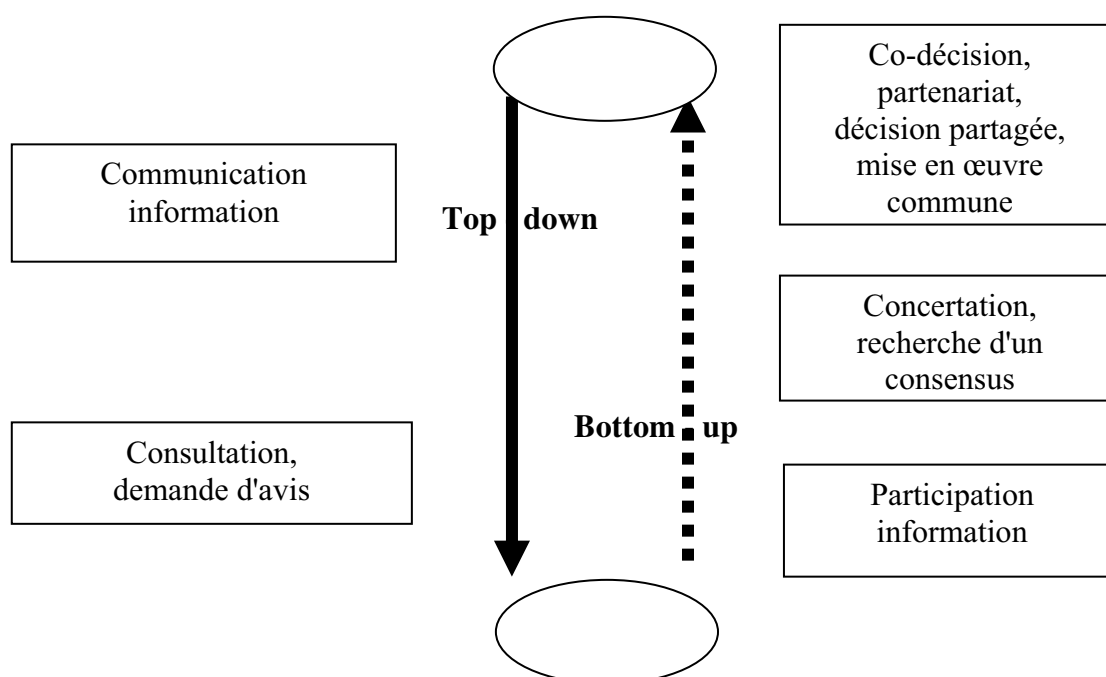 Communication
information
Consultation,
demande d'avis
Top down
Bottom - up
Co-décision,
partenariat,
décision partagée,
mise en œuvre
commune
Concertation,
recherche d'un
consensus
Participation
information